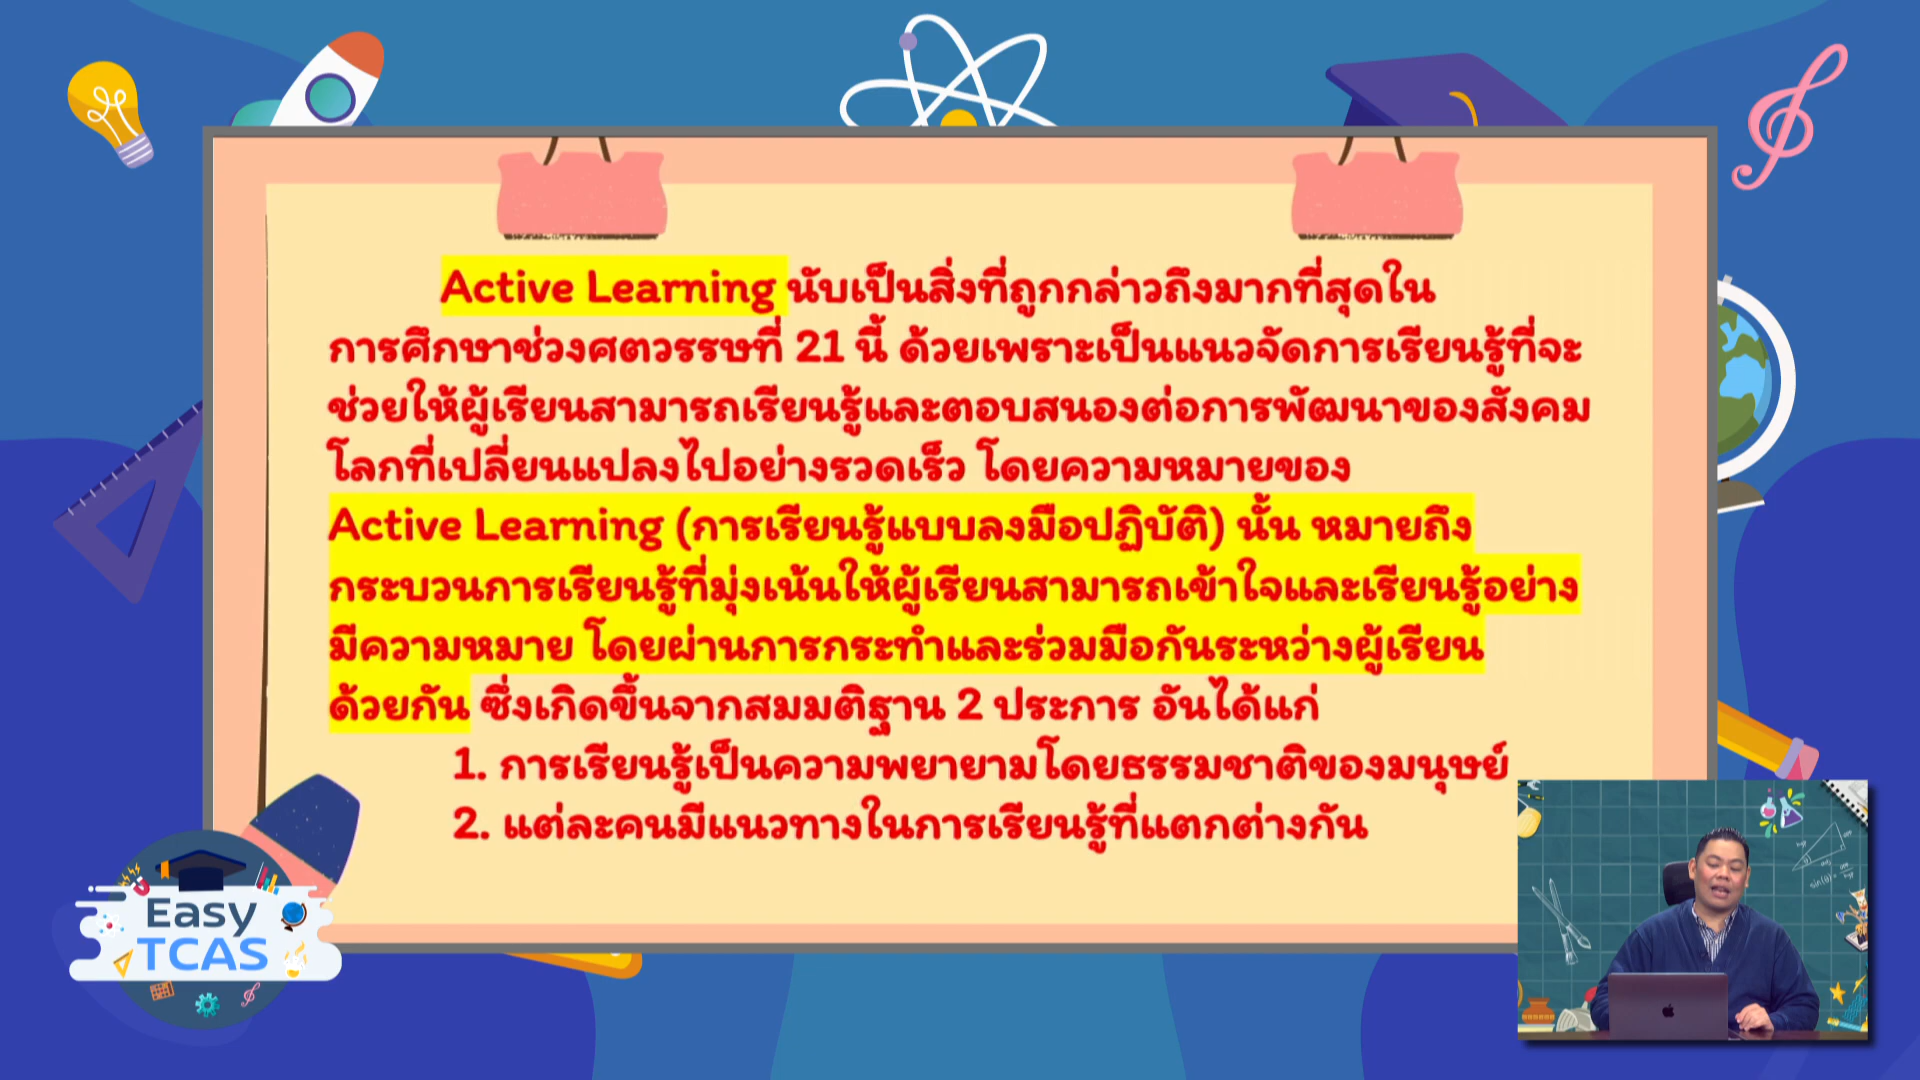 Active Learning นับเป็นสิ่งที่ถูกกล่าวถึงมากที่สุดใน
การศึกษาช่วงศตวรรษที่ 21 นี้ ด้วยเพราะเป็นแนวจัดการเรียนรู้ที่จะ
ช่วยให้ผู้เรียนสามารถเรียนรู้และตอบสนองต่อการพัฒนาของสังคม
โลกที่เปลี่ยนแปลงไปอย่างรวดเร็ว โดยความหมายของ
Active Learning (การเรียนรู้แบบลงมือปฏิบัติ) นั้น หมายถึง
กระบวนการเรียนรู้ที่มุ่งเน้นให้ผู้เรียนสามารถเข้าใจและเรียนรู้อย่าง
มีความหมาย โดยผ่านการกระทำและร่วมมือกันระหว่างผู้เรียน
ด้วยกัน ซึ่งเกิดขึ้นจากสมมติฐาน 2 ประการ อันได้แก่
1. การเรียนรู้เป็นความพยายามโดยธรรมชาติของมนุษย์
2. แต่ละคนมีแนวทางในการเรียนรู้ที่แตกต่างกัน
Easy
TCAS